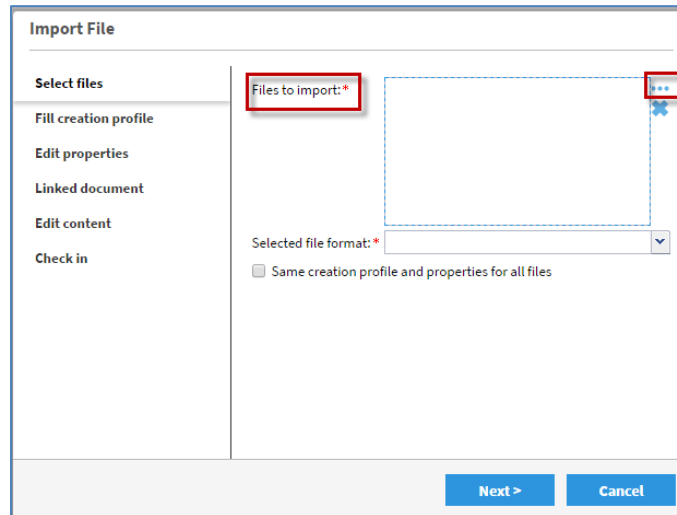 Import File
Select files
Fill creation profile
Edit properties
Linked document
Edit content
Check in
Files to import:*
Selected file format:*
Same creation profile and properties for all files
Next >
Cancel